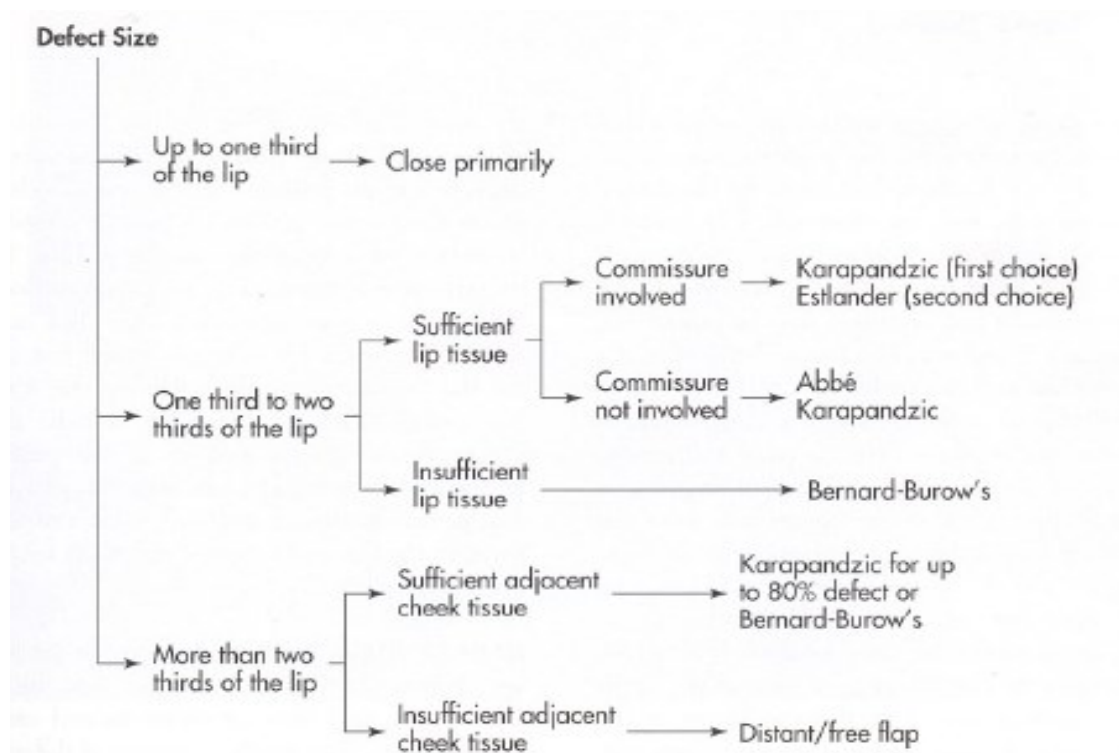 Defect Size
Up to one third
of the lip
Close primarily
Commissure
involved
Karapandzic (first choice)
Estlander (second choice)
Sufficient
lip tissue
Commissure
not involved
Abbé
Karapandzic
One third to two
thirds of the lip
Insufficient
lip tissue
Bernard-Burow's
Sufficient adjacent
cheek tissue
Karapandzic for up
to 80% defect or
Bernard-Burow's
More than two
thirds of the lip
Insufficient adjacent
cheek tissue
Distant/free flap